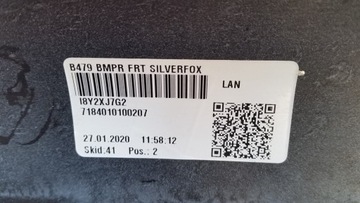 B479 BMPR FRT SILVERFOX
LAN
I8Y2XJ7G2
7184010100207
27.01.2020 11:58:12
Skid.41 Pos.: 2